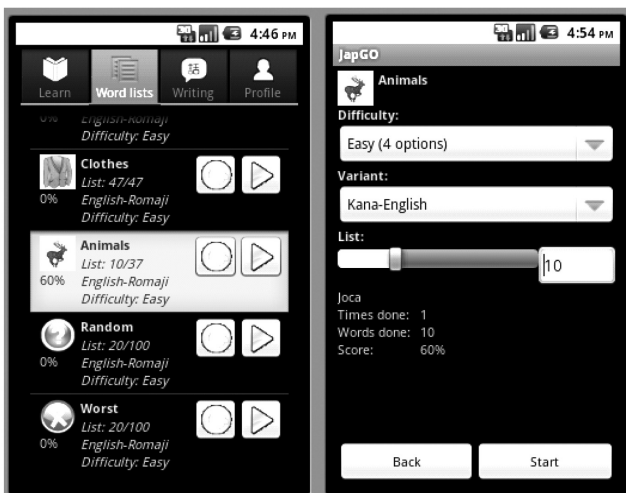 4:46 PM
Learn
Word lists
Writing
Profile
0%
English-Romaji
Difficulty: Easy
Clothes
List: 47/47
0%
English-Romaji
Difficulty: Easy
Animals
List: 10/37
60%
English-Romaji
Difficulty: Easy
Random
List: 20/100
0%
English-Romaji
Difficulty: Easy
Worst
List: 20/100
0%
English-Romaji
Difficulty: Easy
4:54 PM
JapGO
Animals
Difficulty:
Easy (4 options)
Variant:
Kana-English
List:
10
Joca
Times done: 1
Words done: 10
Score: 60%
Back
Start